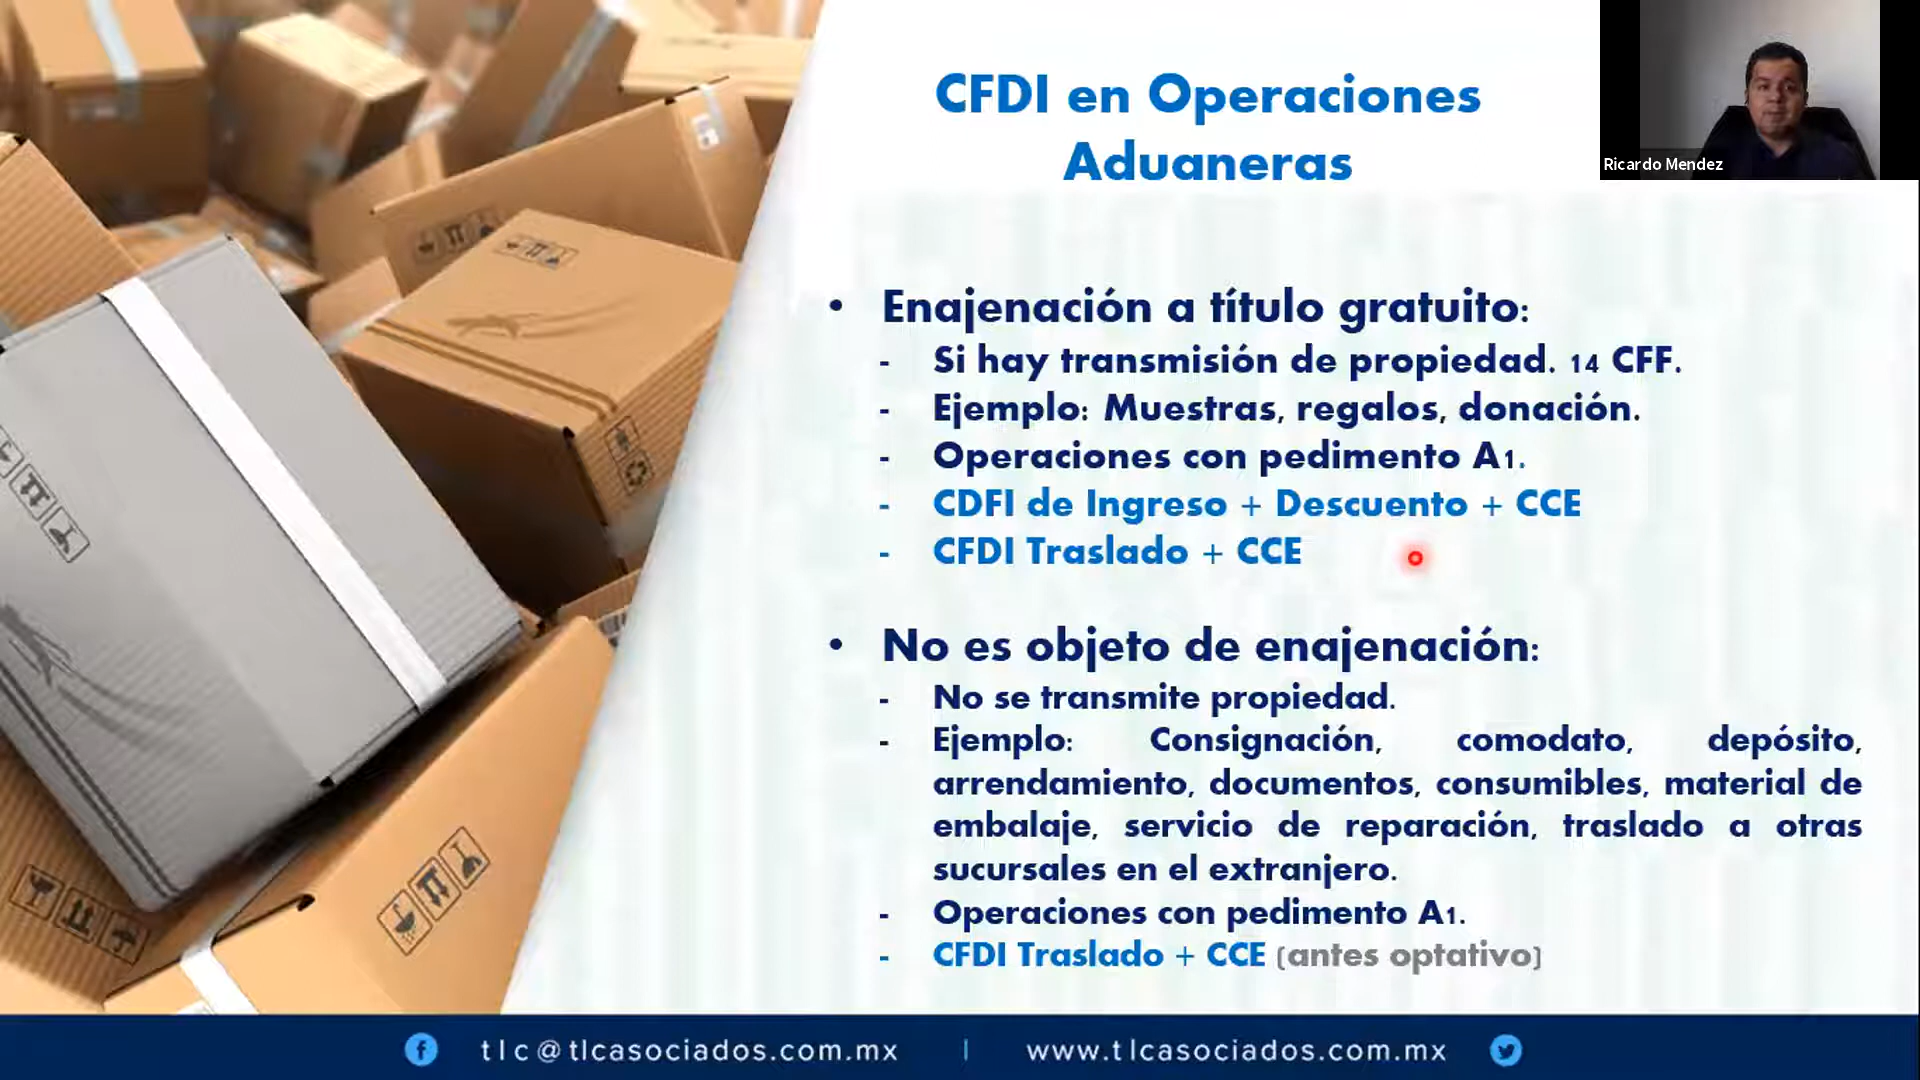 CFDI en Operaciones
Aduaneras
Ricardo Mendez
• Enajenación a título gratuito:
- Si hay transmisión de propiedad. 14 CFF.
- Ejemplo: Muestras, regalos, donación.
- Operaciones con pedimento A1.
- CDFI de Ingreso + Descuento + CCE
- CFDI Traslado + CCE
• No es objeto de enajenación:
- No se transmite propiedad.
- Ejemplo: Consignación, comodato, depósito,
arrendamiento, documentos, consumibles, material de
embalaje, servicio de reparación, traslado a otras
sucursales en el extranjero.
- Operaciones con pedimento A1.
- CFDI Traslado + CCE (antes optativo)
tlc@tlcasociados.com.mx | www.tlcasociados.com.mx